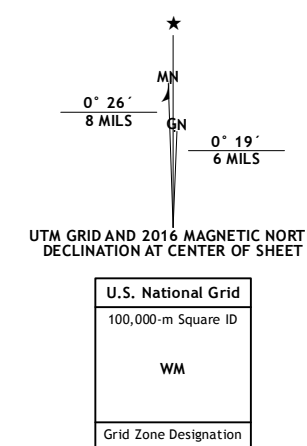 ★
MN
0° 26´
8 MILS
GN
0° 19´
6 MILS
UTM GRID AND 2016 MAGNETIC NORT
DECLINATION AT CENTER OF SHEET
U.S. National Grid
100,000-m Square ID
WM
Grid Zone Designation